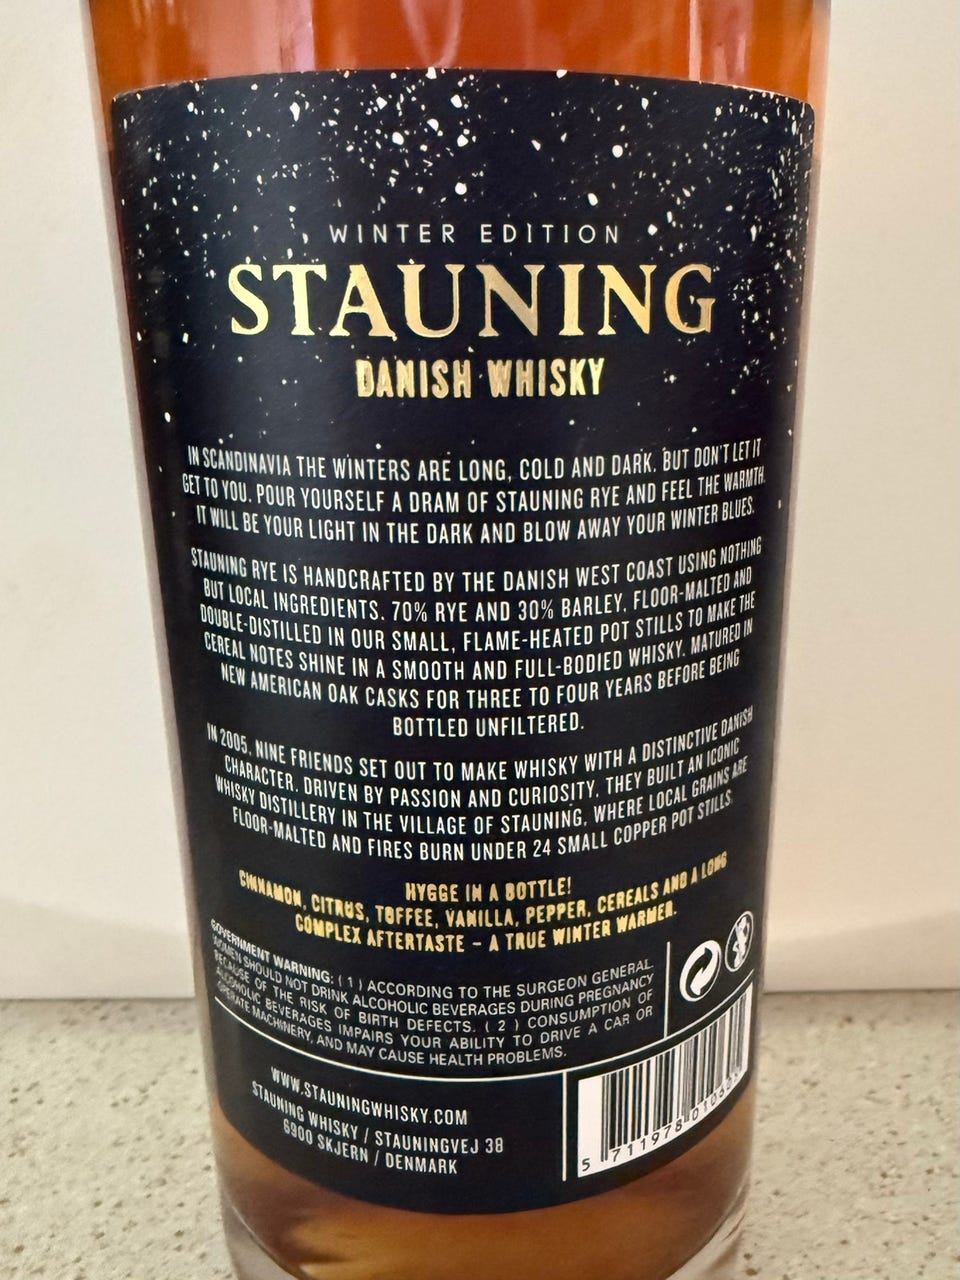 WINTER EDITION
STAUNING
DANISH WHISKY
IN SCANDINAVIA THE WINTERS ARE LONG, COLD AND DARK. BUT DON'T LET IT
GET TO YOU. POUR YOURSELF A DRAM OF STAUNING RYE AND FEEL THE WARMTH.
IT WILL BE YOUR LIGHT IN THE DARK AND BLOW AWAY YOUR WINTER BLUES.
STAUNING RYE IS HANDCRAFTED BY THE DANISH WEST COAST USING NOTHING
BUT LOCAL INGREDIENTS. 70% RYE AND 30% BARLEY, FLOOR-MALTED AND
DOUBLE-DISTILLED IN OUR SMALL, FLAME-HEATED POT STILLS TO MAKE THE
CEREAL NOTES SHINE IN A SMOOTH AND FULL-BODIED WHISKY. MATURED IN
NEW AMERICAN OAK CASKS FOR THREE TO FOUR YEARS BEFORE BEING
BOTTLED UNFILTERED.
IN 2005, NINE FRIENDS SET OUT TO MAKE WHISKY WITH A DISTINCTIVE DANISH
CHARACTER. DRIVEN BY PASSION AND CURIOSITY, THEY BUILT AN ICONIC
WHISKY DISTILLERY IN THE VILLAGE OF STAUNING, WHERE LOCAL GRAINS ARE
FLOOR-MALTED AND FIRES BURN UNDER 24 SMALL COPPER POT STILLS.
HYGGE IN A BOTTLE!
CINNAMON, CITRUS, TOFFEE, VANILLA, PEPPER, CEREALS AND A LONG
COMPLEX AFTERTASTE – A TRUE WINTER WARMER.
GOVERNMENT WARNING: (1) ACCORDING TO THE SURGEON GENERAL
WOMEN SHOULD NOT DRINK ALCOHOLIC BEVERAGES DURING PREGNANCY
BECAUSE OF THE RISK OF BIRTH DEFECTS. (2) CONSUMPTION OF
ALCOHOLIC BEVERAGES IMPAIRS YOUR ABILITY TO DRIVE A CAR OR
OPERATE MACHINERY, AND MAY CAUSE HEALTH PROBLEMS.
WWW.STAUNINGWHISKY.COM
STAUNING WHISKY / STAUNINGVEJ 38
6900 SKJERN / DENMARK
5 711978